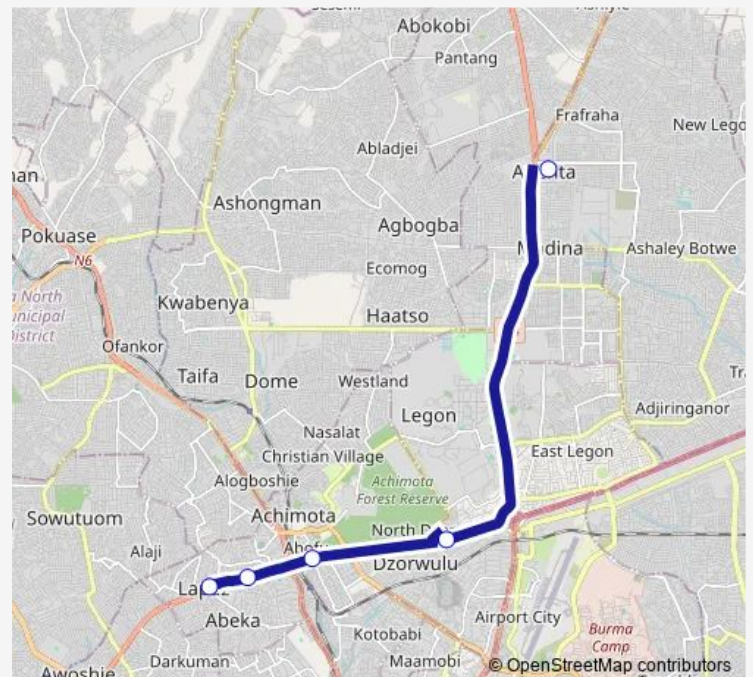 Abokobi
Pantang
Frafraha
New Lego
Abladjei
Ashongman
Agbogba
Pokuase
N6
Ashaley Botwe
Ecomog
Kwabenya
Haatso
Ofankor
Taifa
Dome
Westland
Adjiringanor
Legon
Nasalat
Christian Village
East Legon
Alogboshie
Achimota
Forest Reserve
Sowutuom
Achimota
Alaji
Dzorwulu
Abeka
Airport City
Kotobabi
Burma
Camp
Darkuman
Maamobi
Awoshie
© OpenStreetMap contributors